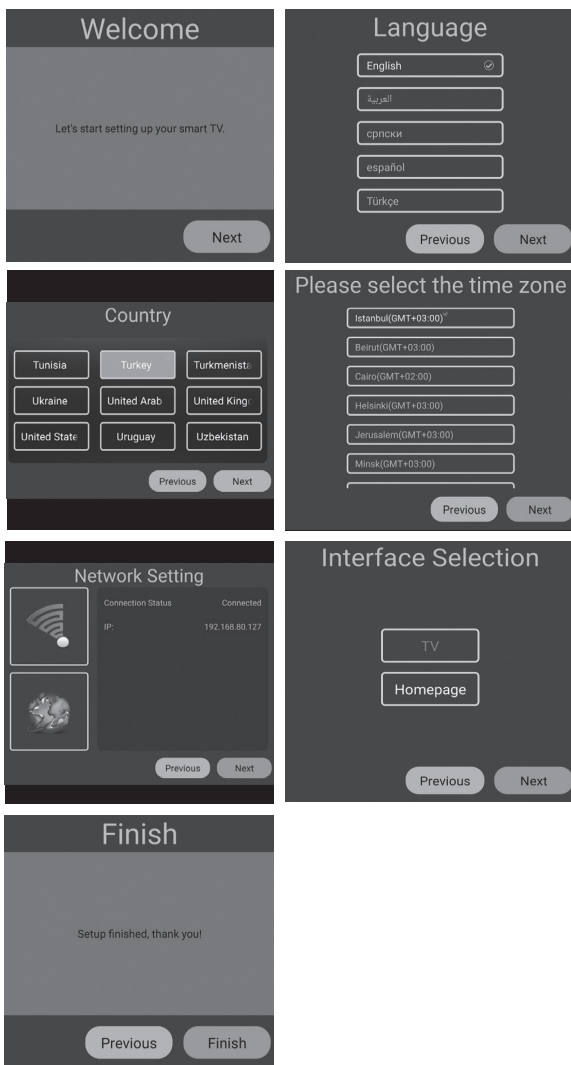 Welcome
Let's start setting up your smart TV.
Next
Language
English
العربية
српски
español
Türkçe
Previous Next
Country
Tunisia Turkey Turkmenista
Ukraine United Arab United King
United State Uruguay Uzbekistan
Previous Next
Please select the time zone
Istanbul(GMT+03:00)
Beirut(GMT+03:00)
Cairo(GMT+02:00)
Helsinki(GMT+03:00)
Jerusalem(GMT+03:00)
Minsk(GMT+03:00)
Previous Next
Network Setting
Connection Status Connected
IP: 192.168.80.127
Previous Next
Interface Selection
TV
Homepage
Previous Next
Finish
Setup finished, thank you!
Previous Finish